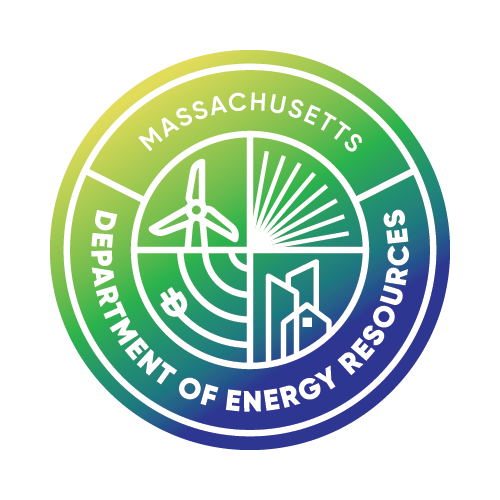 MASSACHUSETTS
DEPARTMENT OF ENERGY RESOURCES